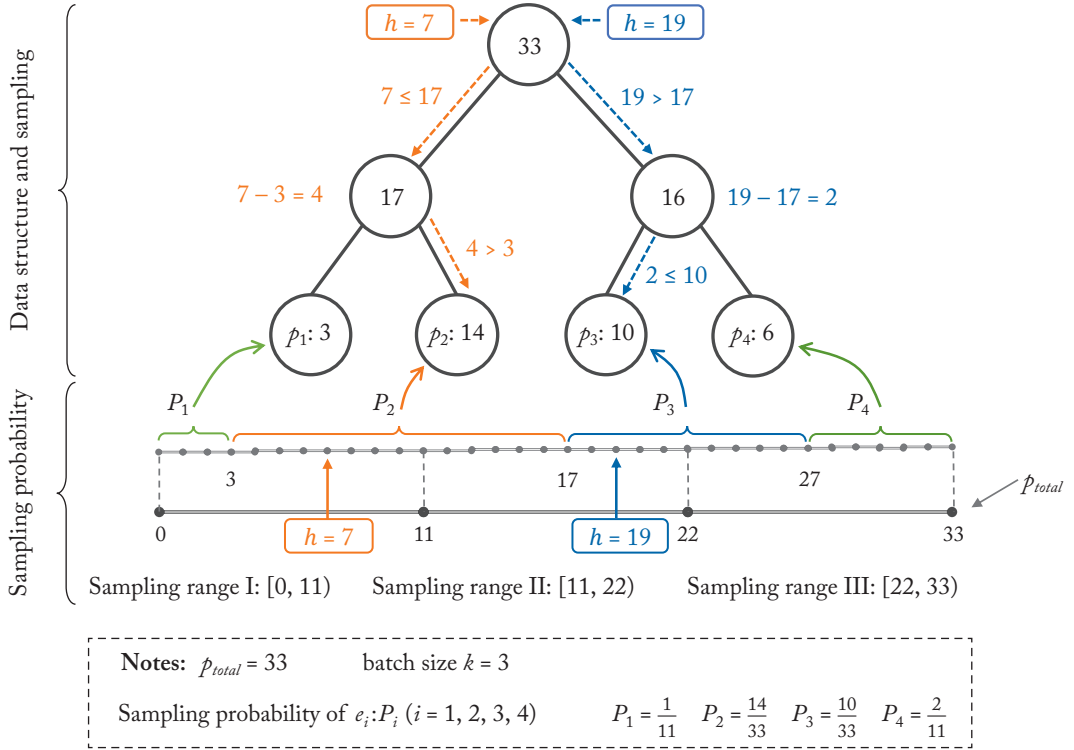 Data structure and sampling
h = 7
33
h = 19
7 ≤ 17
19 > 17
7 − 3 = 4
17
16
19 − 17 = 2
4 > 3
2 ≤ 10
p₁: 3
p₂: 14
p₃: 10
p₄: 6
Sampling probability
P₁
P₂
P₃
P₄
3
17
27
p_total
0
h = 7
11
h = 19
22
33
Sampling range I: [0, 11)
Sampling range II: [11, 22)
Sampling range III: [22, 33)
Notes: p_total = 33 batch size k = 3
Sampling probability of eᵢ:Pᵢ (i = 1, 2, 3, 4) P₁ = 1/11 P₂ = 14/33 P₃ = 10/33 P₄ = 2/11